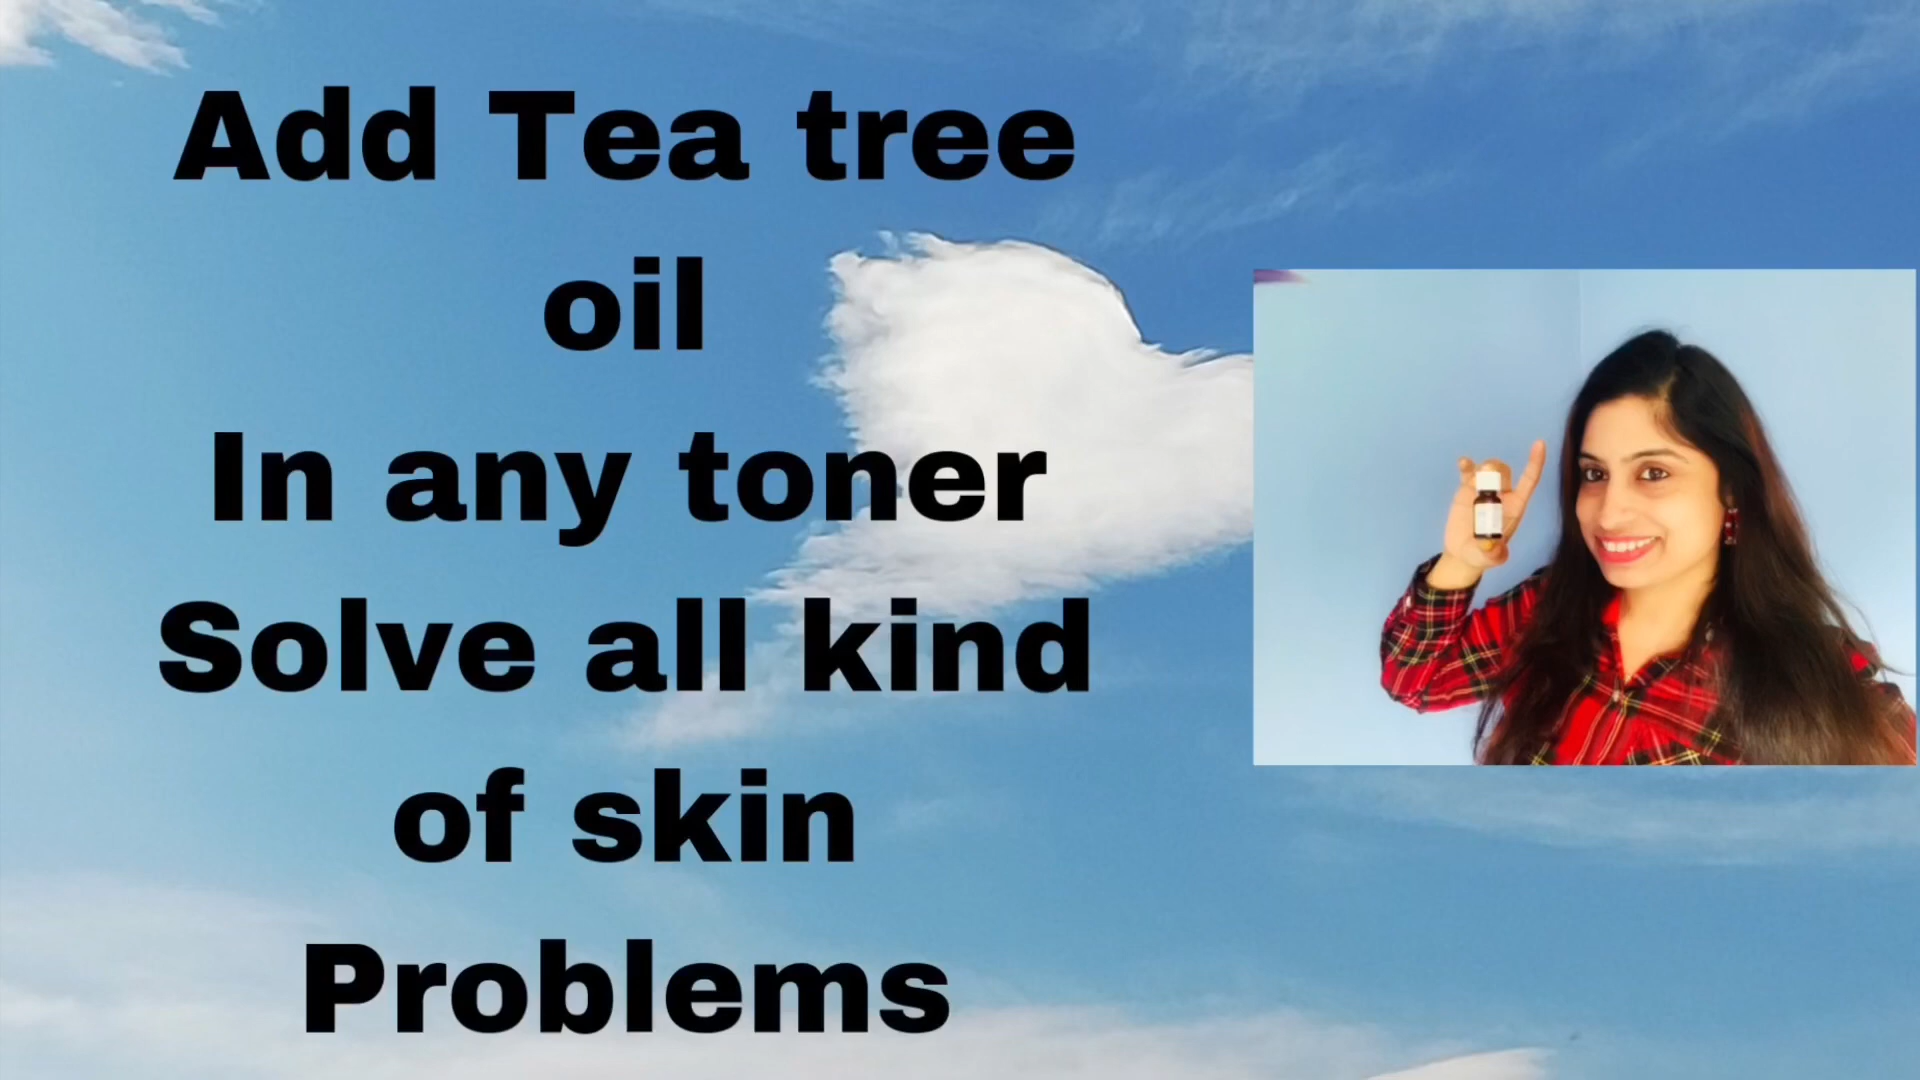 Add Tea tree
oil
In any toner
Solve all kind
of skin
Problems